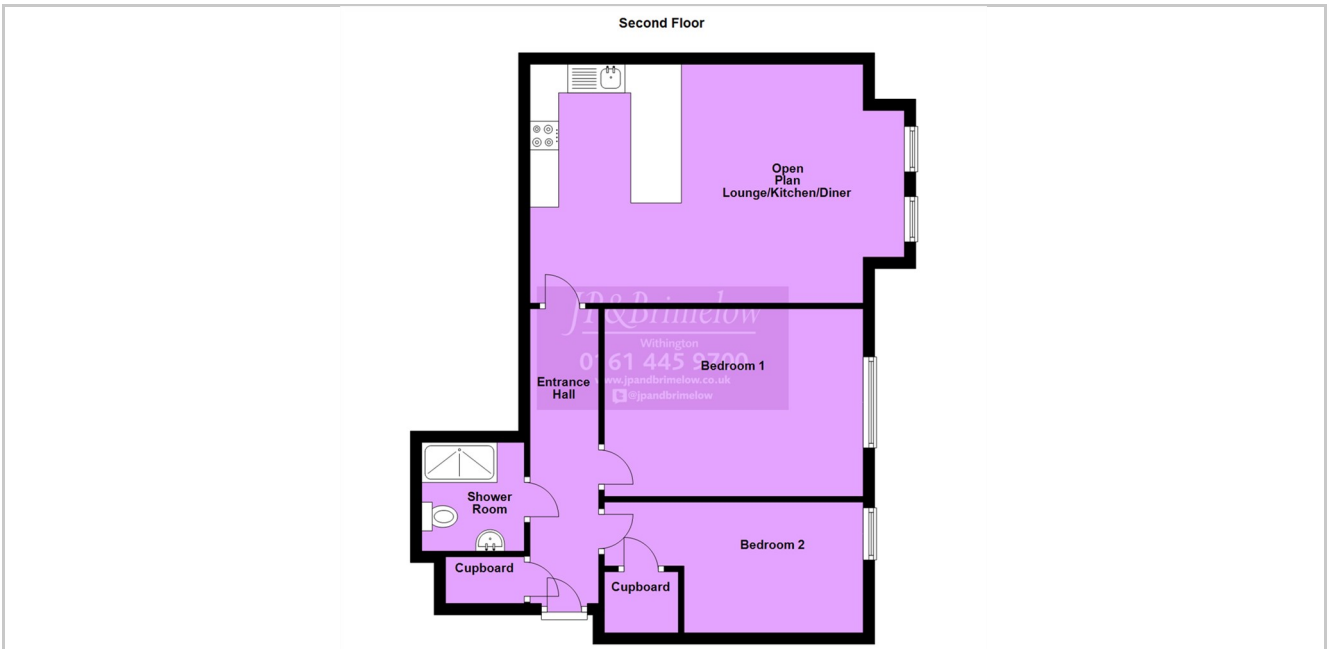 Second Floor
Open
Plan
Lounge/Kitchen/Diner
JP&Brimelow
Withington
0161 445 9700
www.jpandbrimelow.co.uk
@jpandbrimelow
Bedroom 1
Entrance
Hall
Shower
Room
Bedroom 2
Cupboard
Cupboard